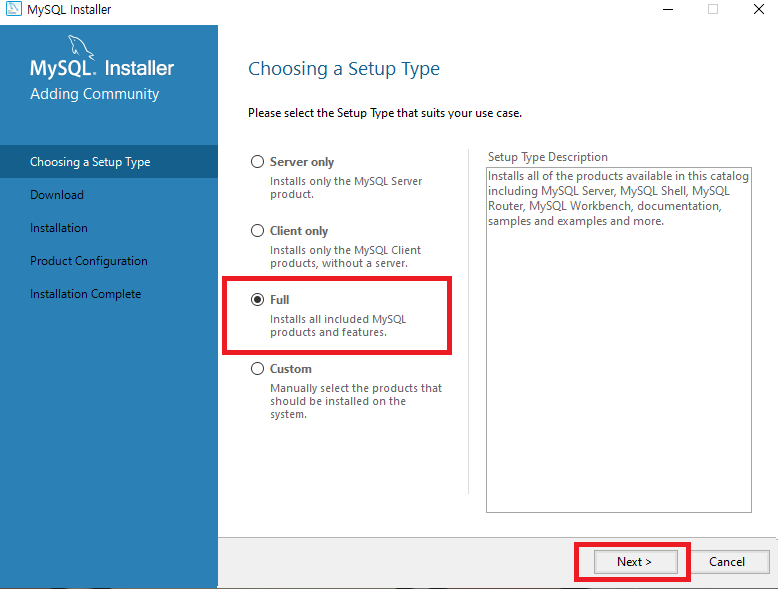 MySQL Installer
MySQL. Installer
Adding Community
Choosing a Setup Type
Download
Installation
Product Configuration
Installation Complete
Choosing a Setup Type
Please select the Setup Type that suits your use case.
Server only
Installs only the MySQL Server
product.
Client only
Installs only the MySQL Client
products, without a server.
Full
Installs all included MySQL
products and features.
Custom
Manually select the products that
should be installed on the
system.
Setup Type Description
Installs all of the products available in this catalog
including MySQL Server, MySQL Shell, MySQL
Router, MySQL Workbench, documentation,
samples and examples and more.
Next >
Cancel